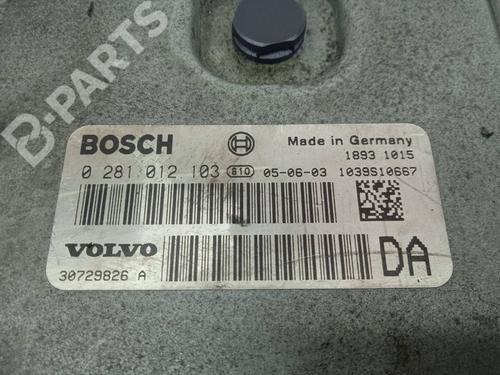 B-PARTS
BOSCH
Made in Germany
1893 1015
0 281 012 103 810 05-06-03 1039S10667
VOLVO
30729826 A
DA